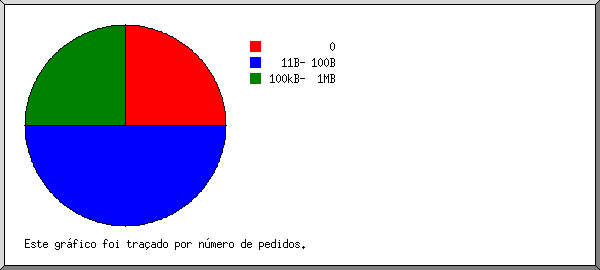 0
11B- 100B
100kB- 1MB
Este gráfico foi traçado por número de pedidos.